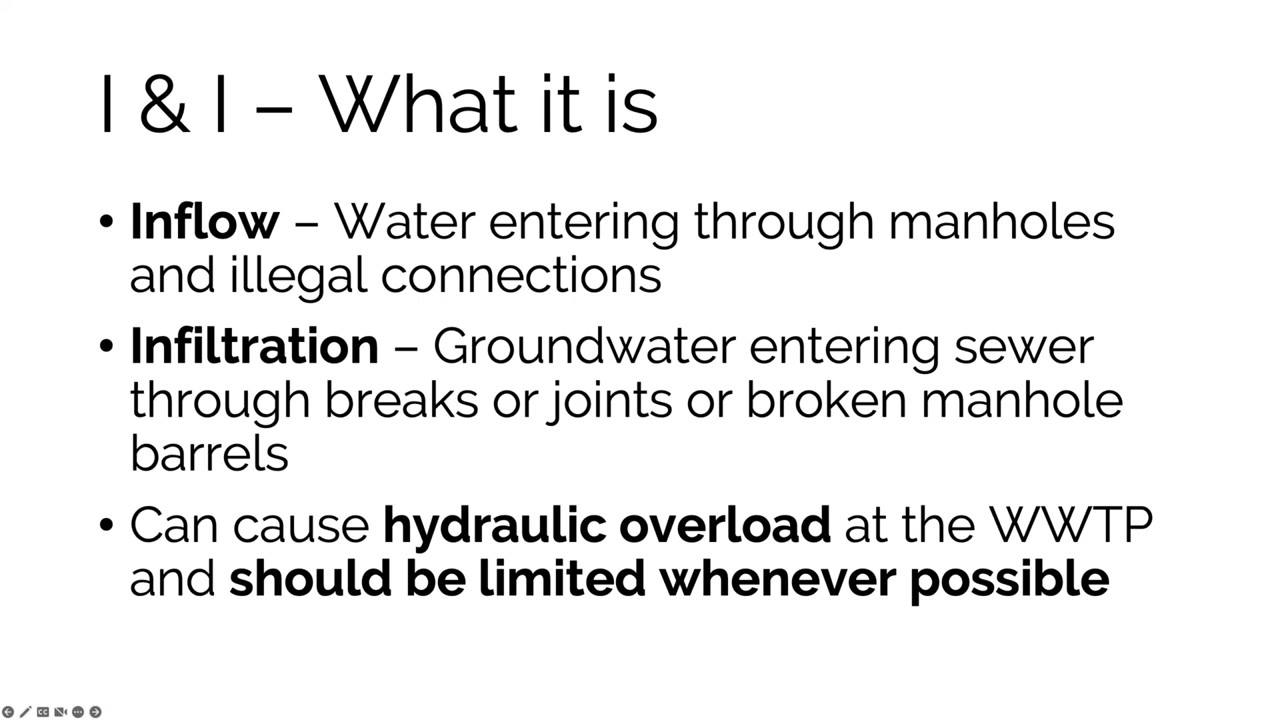 I & I – What it is
• Inflow – Water entering through manholes
and illegal connections
• Infiltration – Groundwater entering sewer
through breaks or joints or broken manhole
barrels
• Can cause hydraulic overload at the WWTP
and should be limited whenever possible
CC